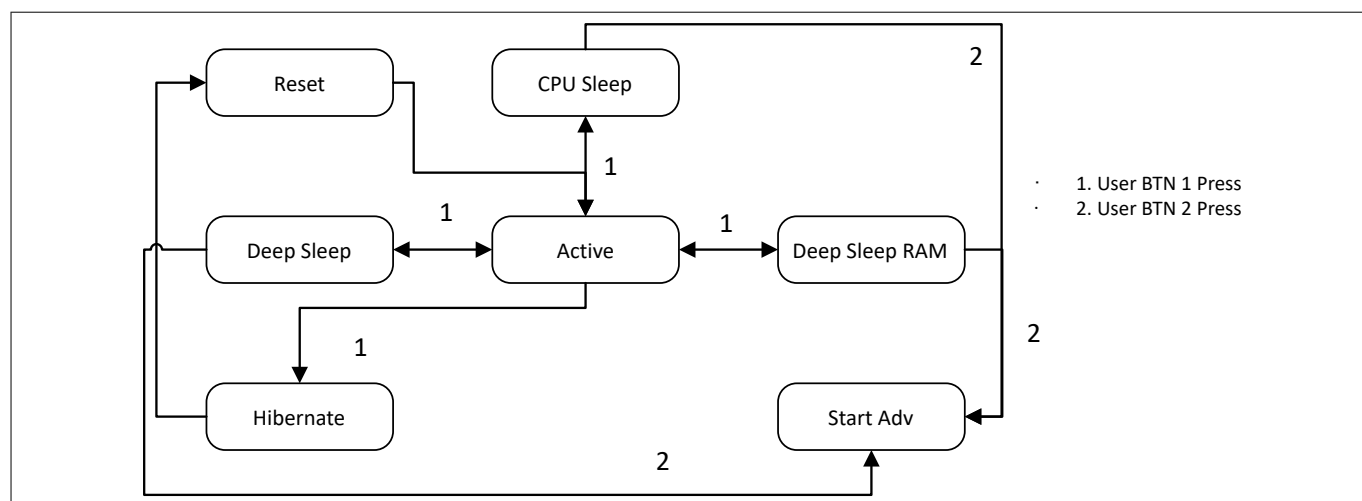 2
Reset
CPU Sleep
1
· 1. User BTN 1 Press
· 2. User BTN 2 Press
1
1
Deep Sleep
Active
Deep Sleep RAM
2
1
Hibernate
Start Adv
2